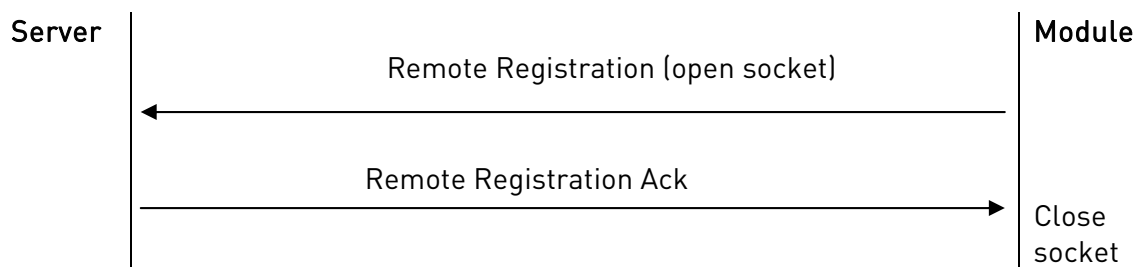 Server
Module
Remote Registration (open socket)
Remote Registration Ack
Close
socket